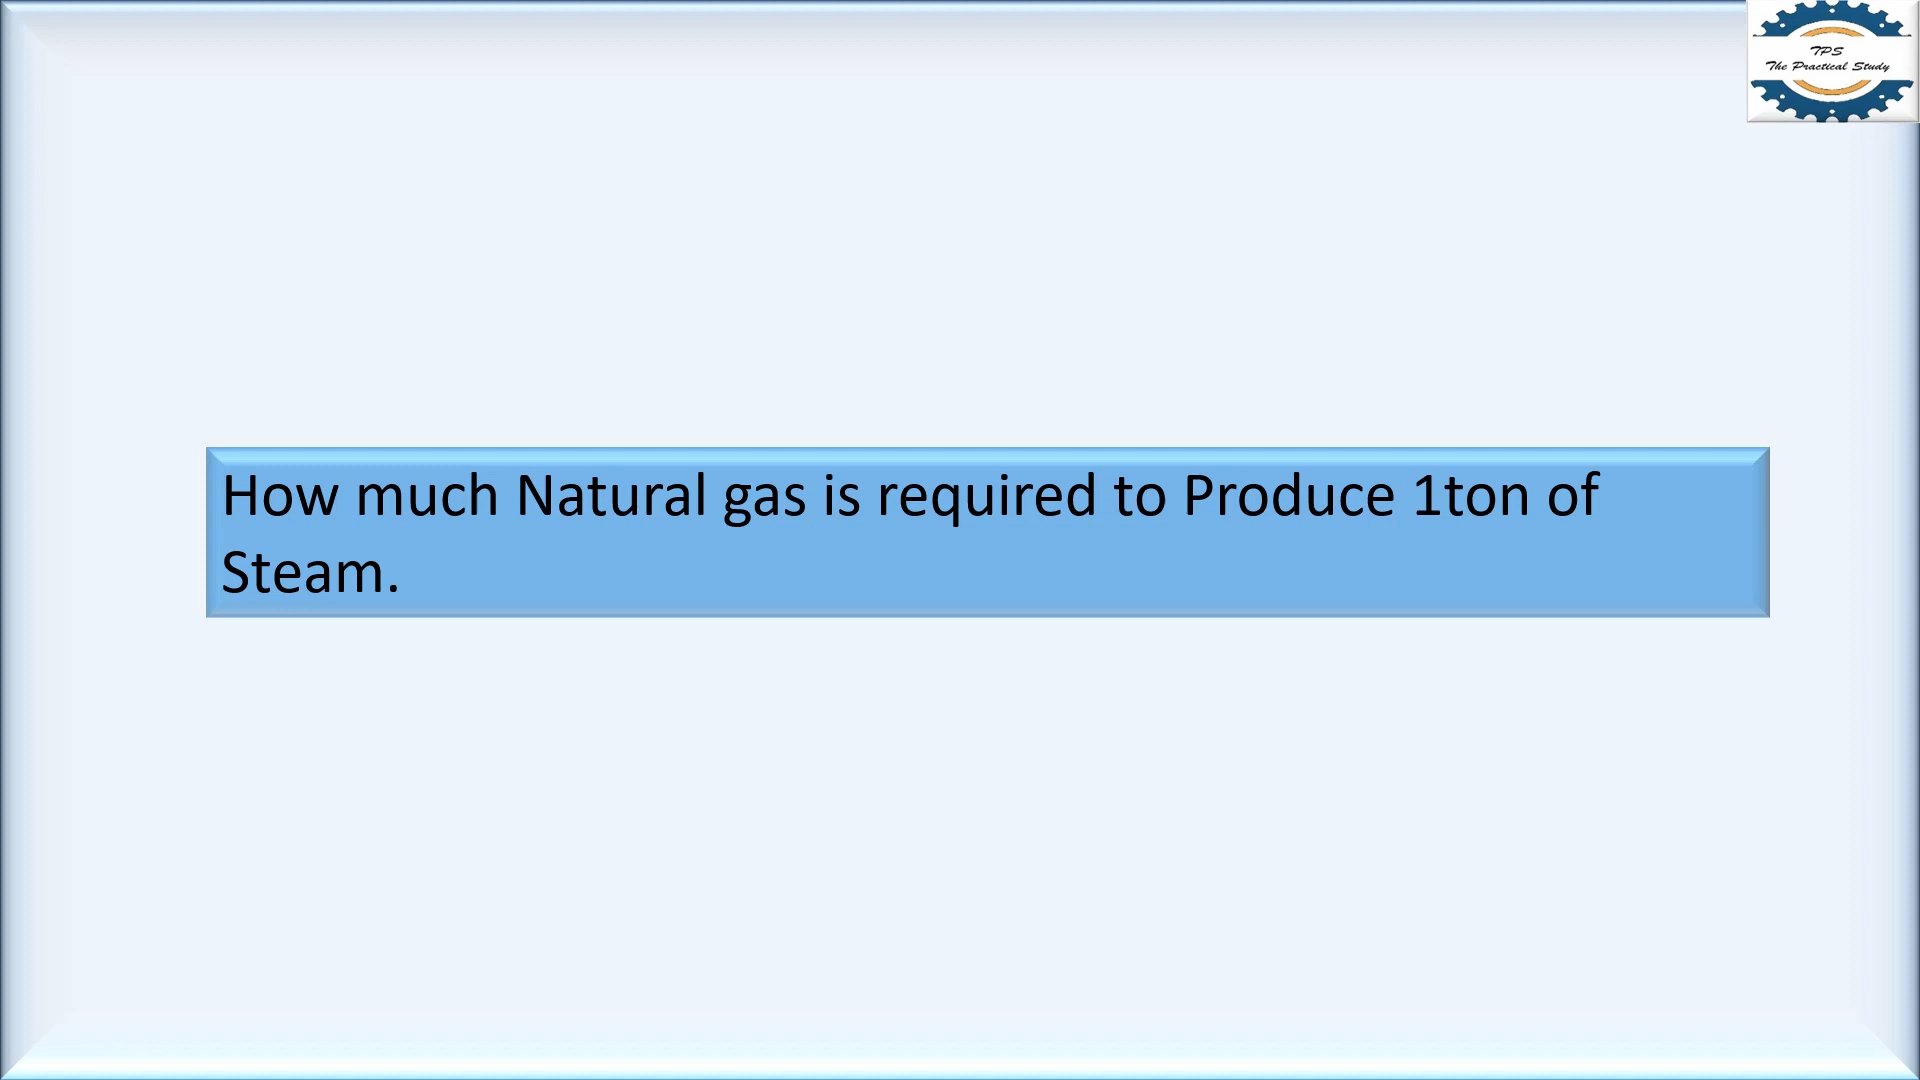 TPS
The Practical Study
How much Natural gas is required to Produce 1ton of
Steam.